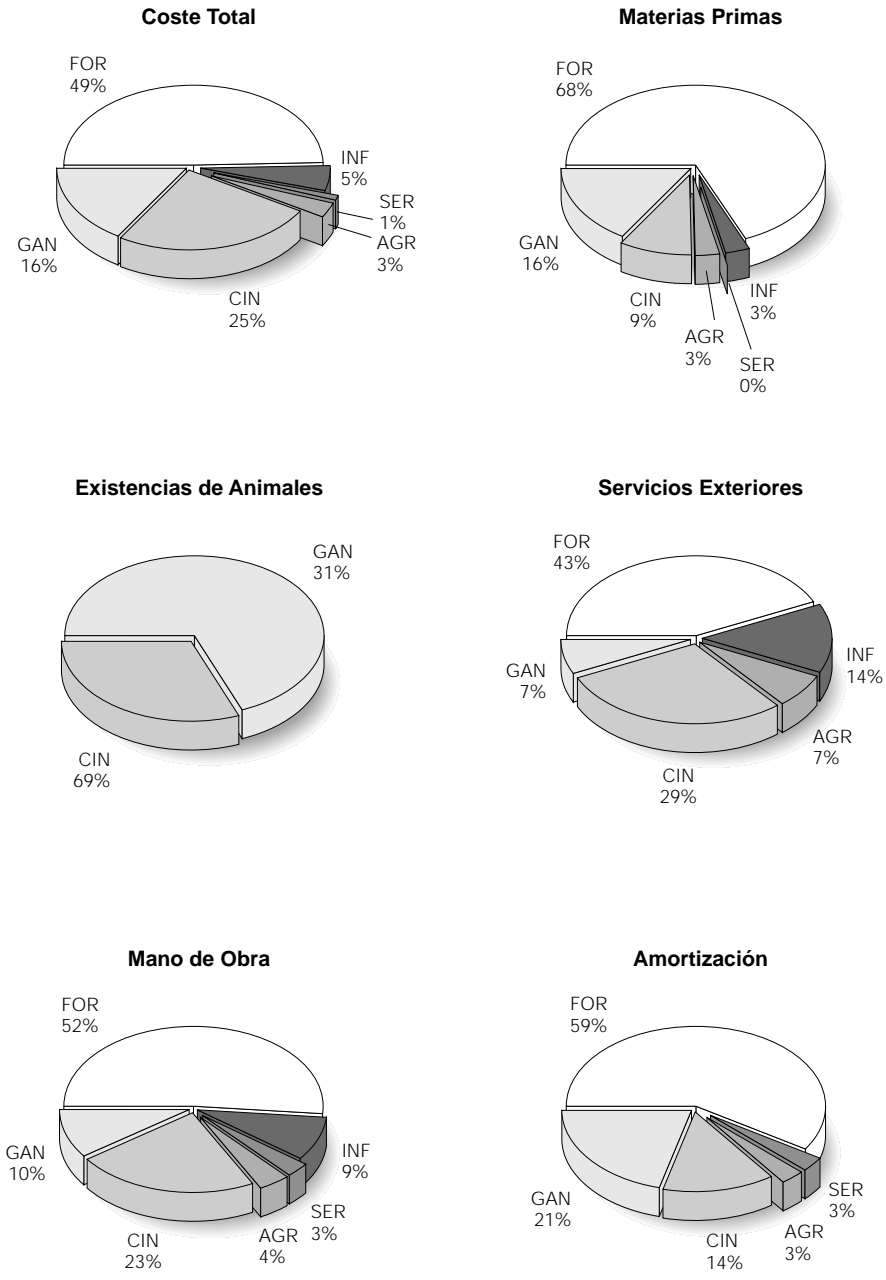 Coste Total
FOR
49%
INF
5%
SER
1%
AGR
3%
CIN
25%
GAN
16%
Materias Primas
FOR
68%
GAN
16%
CIN
9%
AGR
3%
SER
0%
INF
3%
Existencias de Animales
GAN
31%
CIN
69%
Servicios Exteriores
FOR
43%
INF
14%
AGR
7%
CIN
29%
GAN
7%
Mano de Obra
FOR
52%
INF
9%
SER
3%
AGR
4%
CIN
23%
GAN
10%
Amortización
FOR
59%
SER
3%
AGR
3%
CIN
14%
GAN
21%